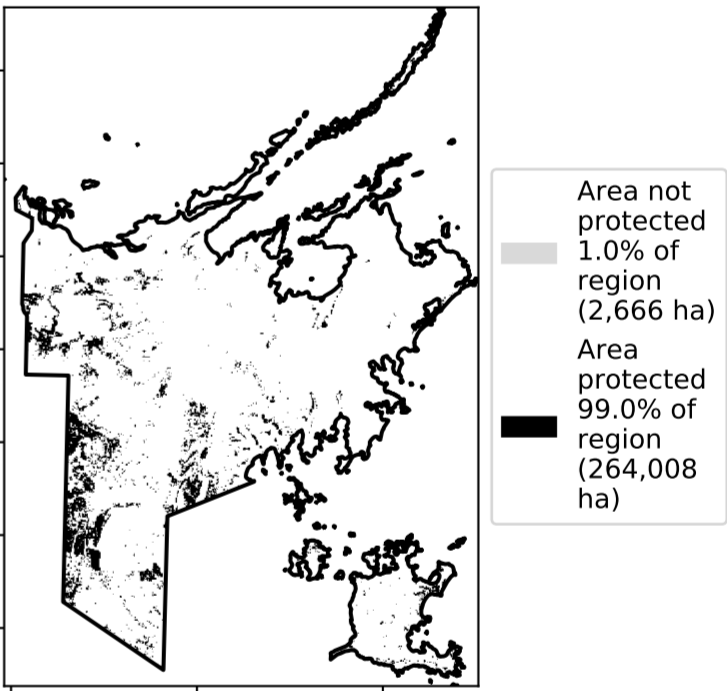 Area not
protected
1.0% of
region
(2,666 ha)
Area
protected
99.0% of
region
(264,008
ha)